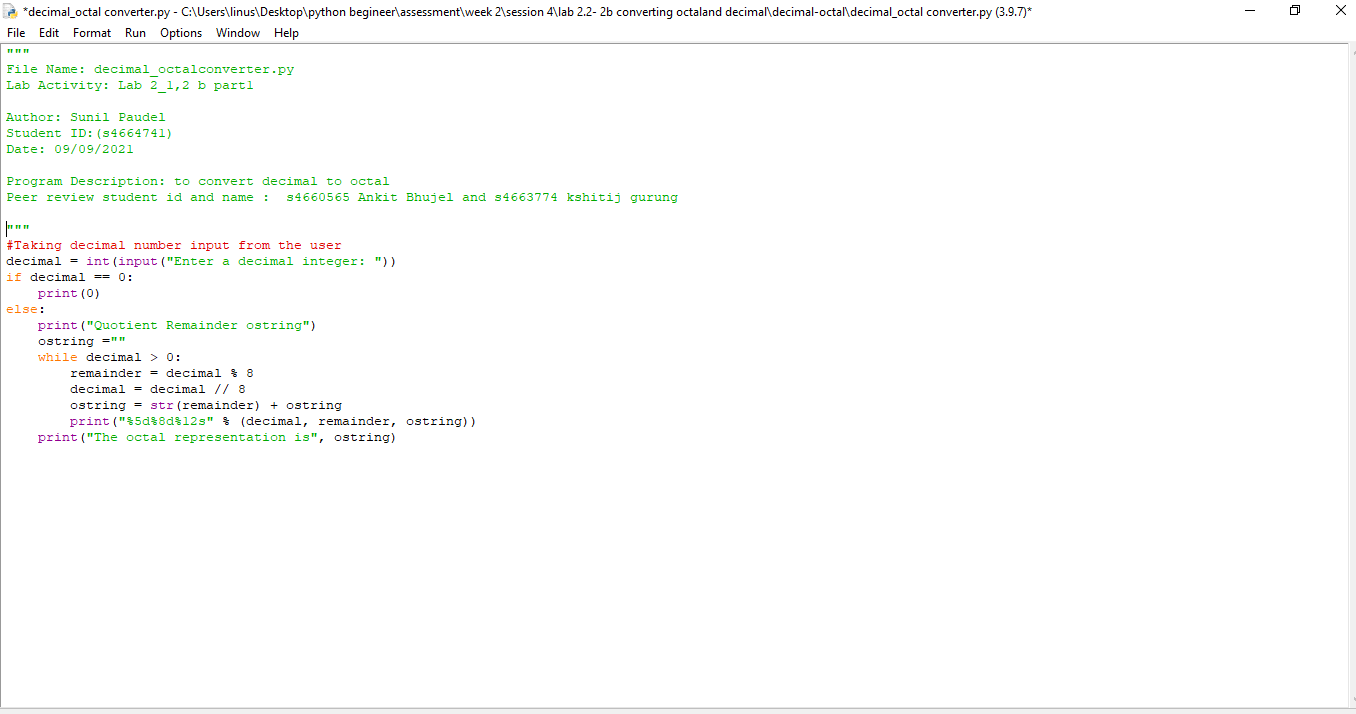 *decimal_octal converter.py - C:\Users\linus\Desktop\python begineer\assessment\week 2\session 4\lab 2.2- 2b converting octaland decimal\decimal-octal\decimal_octal converter.py (3.9.7)*
File Edit Format Run Options Window Help
"""
File Name: decimal_octalconverter.py
Lab Activity: Lab 2_1,2 b part1

Author: Sunil Paudel
Student ID:(s4664741)
Date: 09/09/2021

Program Description: to convert decimal to octal
Peer review student id and name :  s4660565 Ankit Bhujel and s4663774 kshitij gurung

"""
#Taking decimal number input from the user
decimal = int(input("Enter a decimal integer: "))
if decimal == 0:
    print(0)
else:
    print("Quotient Remainder ostring")
    ostring =""
    while decimal > 0:
        remainder = decimal % 8
        decimal = decimal // 8
        ostring = str(remainder) + ostring
        print("%5d%8d%12s" % (decimal, remainder, ostring))
    print("The octal representation is", ostring)